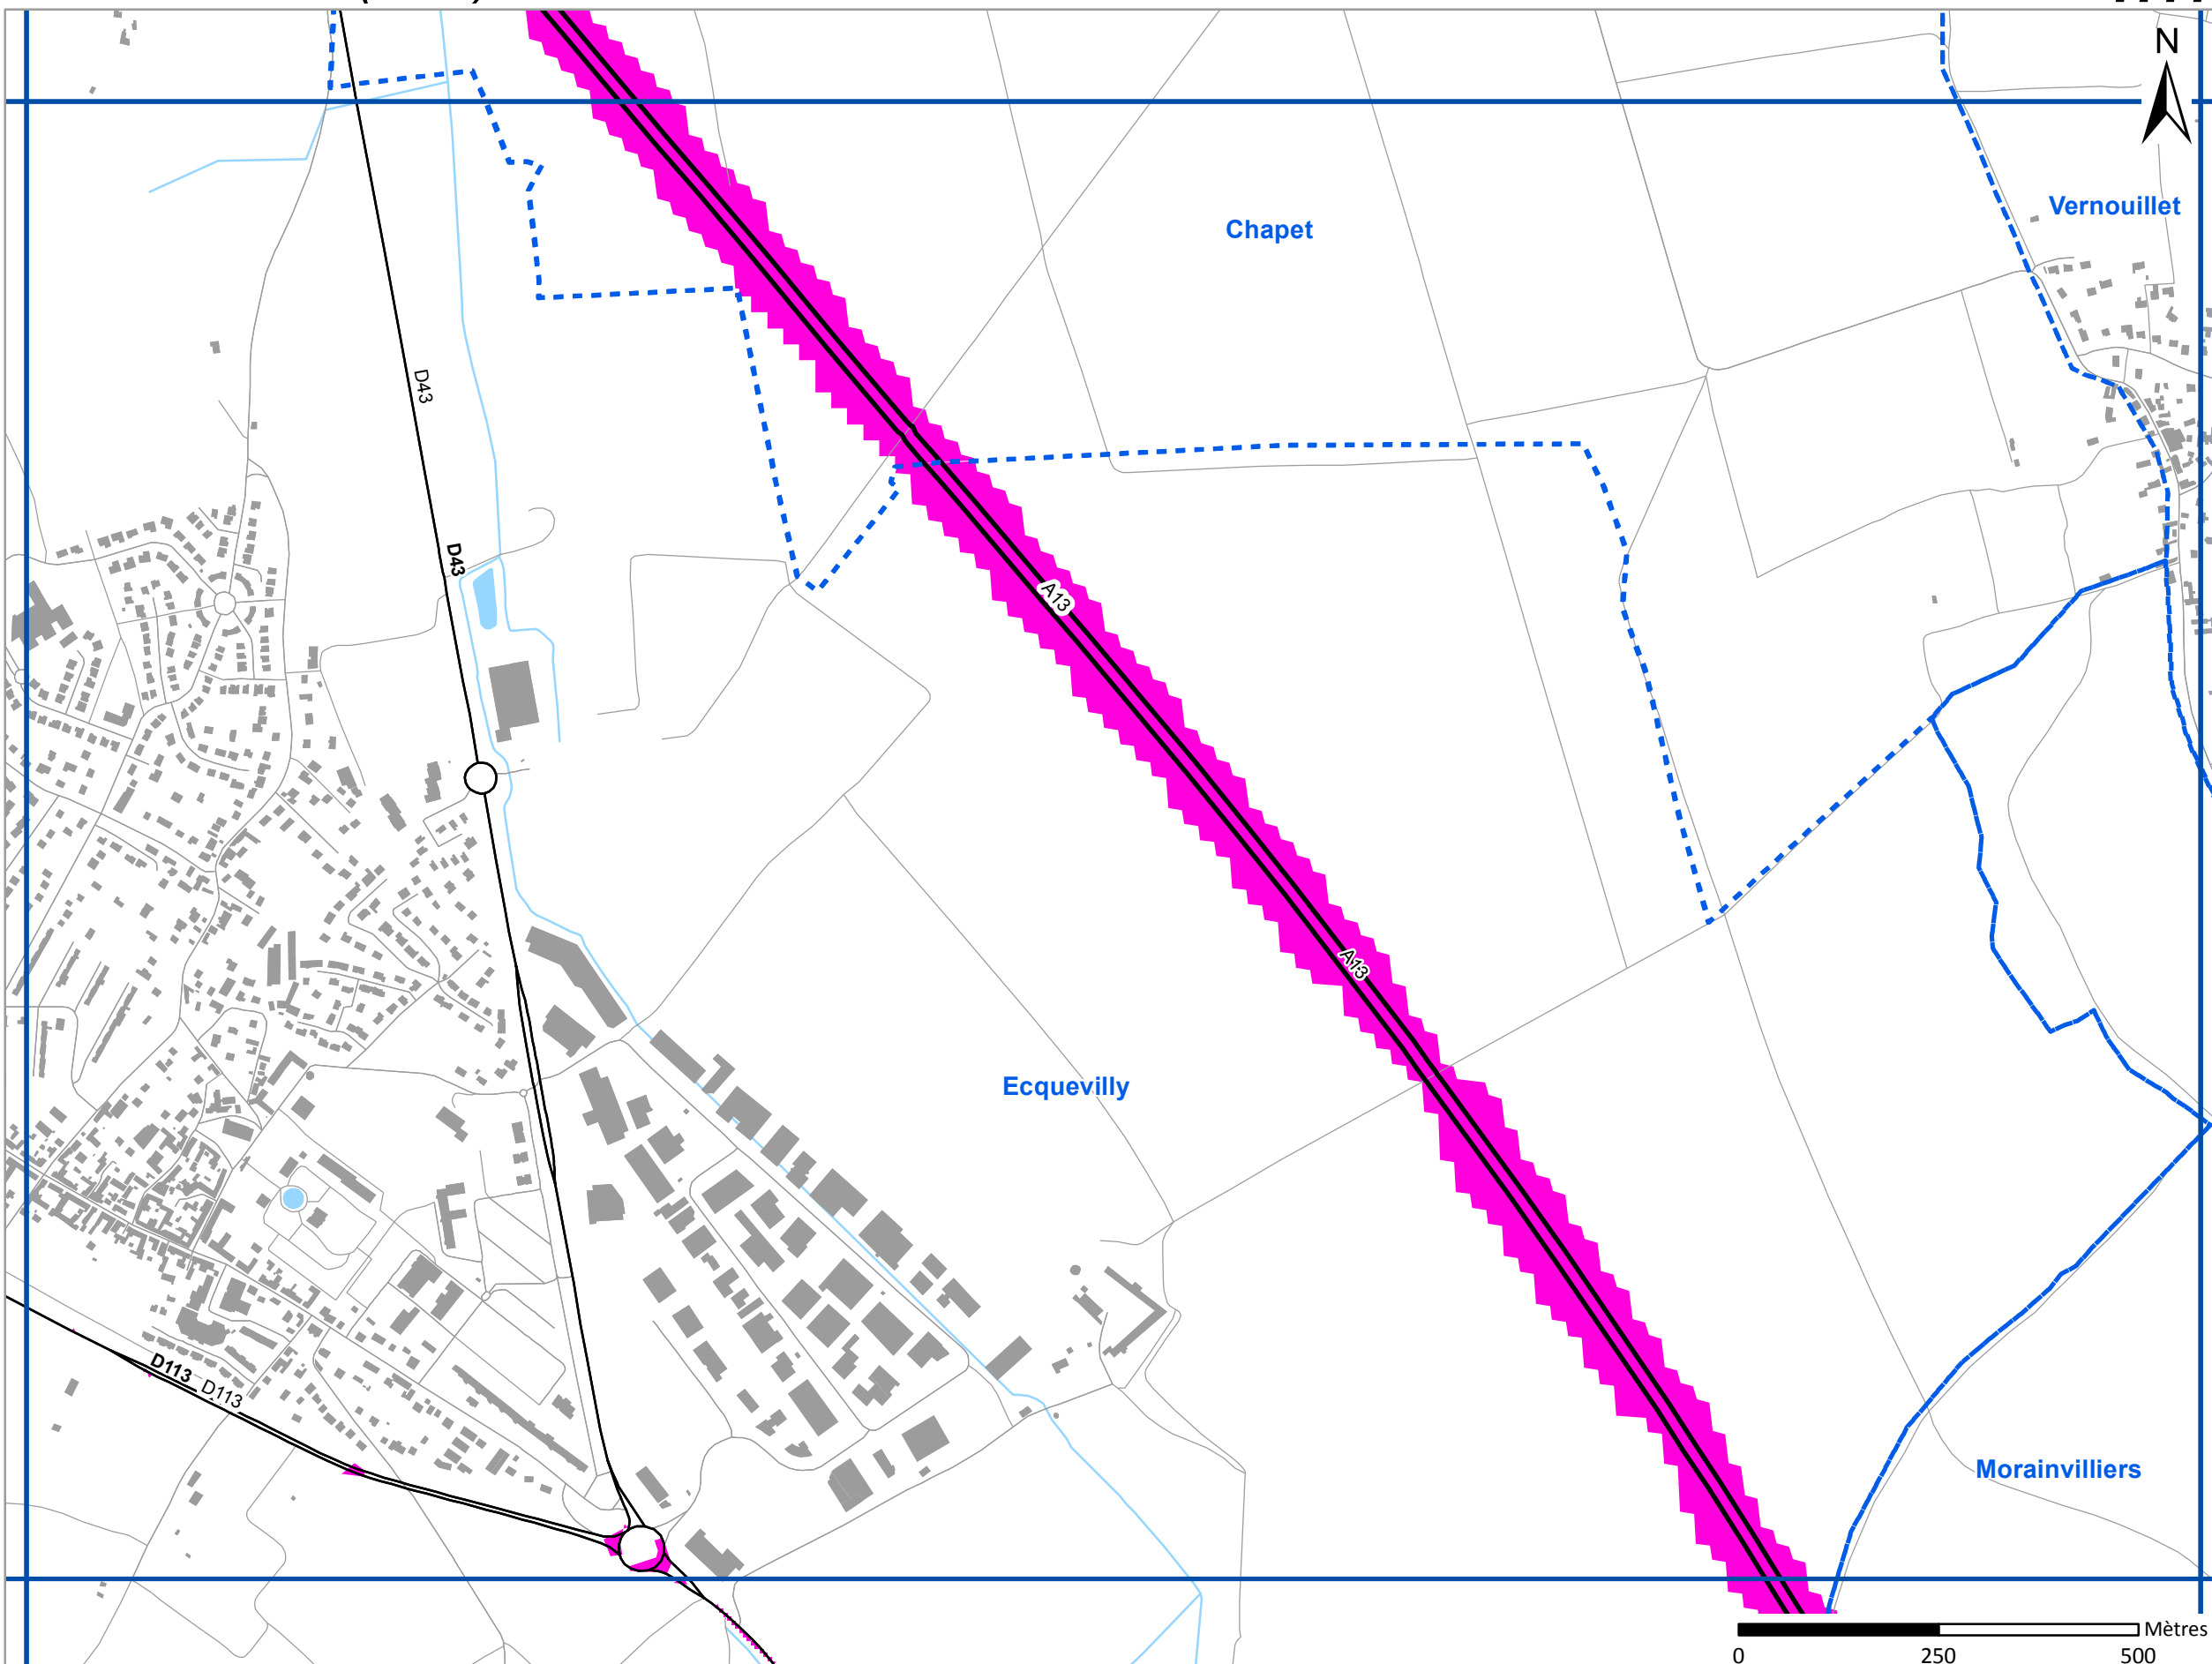 N
Vernouillet
Chapet
D43
D43
A13
A13
Ecquevilly
D113
D113
Morainvilliers
Mètres
0
250
500